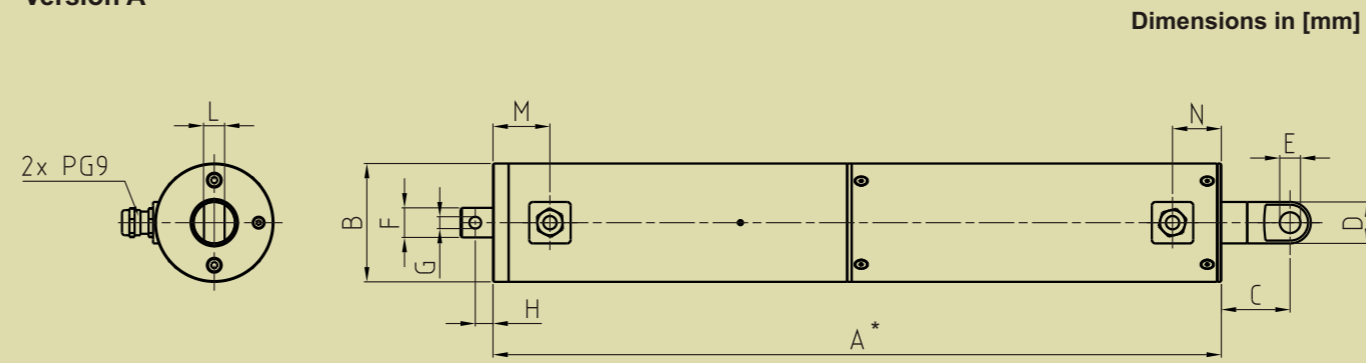 Version A
Dimensions in [mm]
L
M
N
E
2x PG9
B
F
G
D
H
C
A*